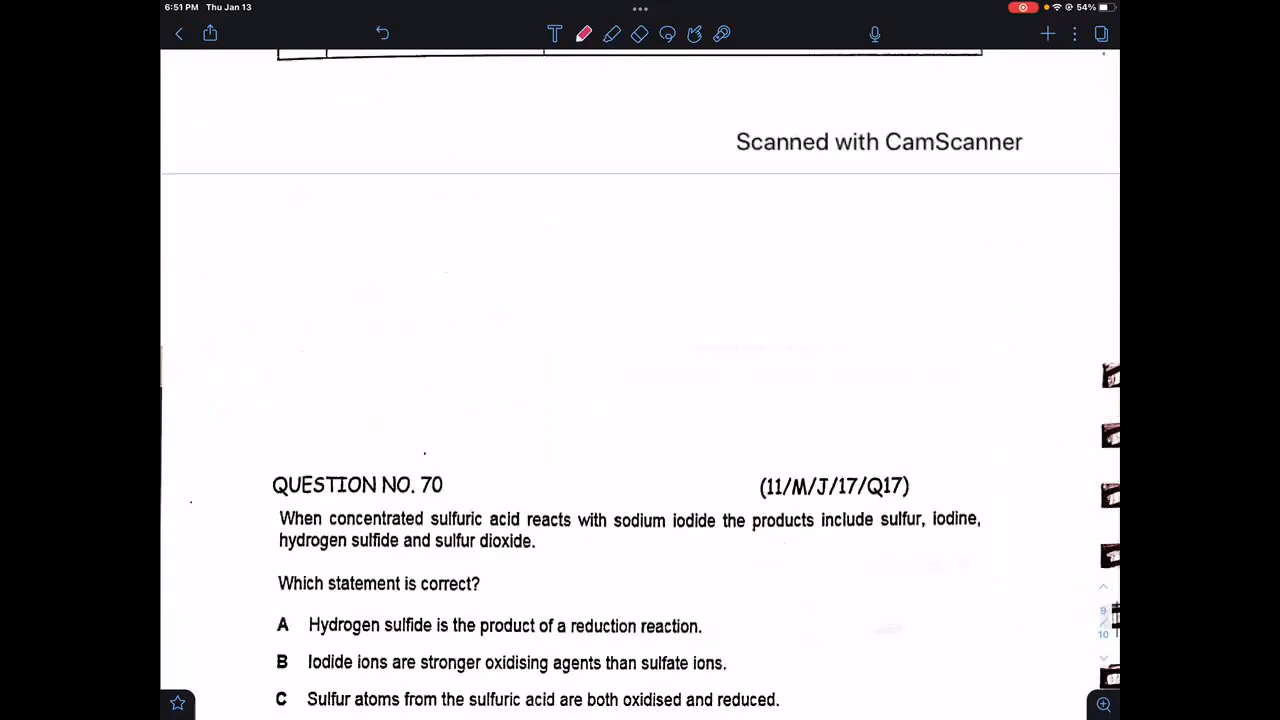 6:51 PM Thu Jan 13
54%
Scanned with CamScanner
QUESTION NO. 70 (11/M/J/17/Q17)
When concentrated sulfuric acid reacts with sodium iodide the products include sulfur, iodine,
hydrogen sulfide and sulfur dioxide.
Which statement is correct?
A Hydrogen sulfide is the product of a reduction reaction.
B Iodide ions are stronger oxidising agents than sulfate ions.
C Sulfur atoms from the sulfuric acid are both oxidised and reduced.
9
/
10